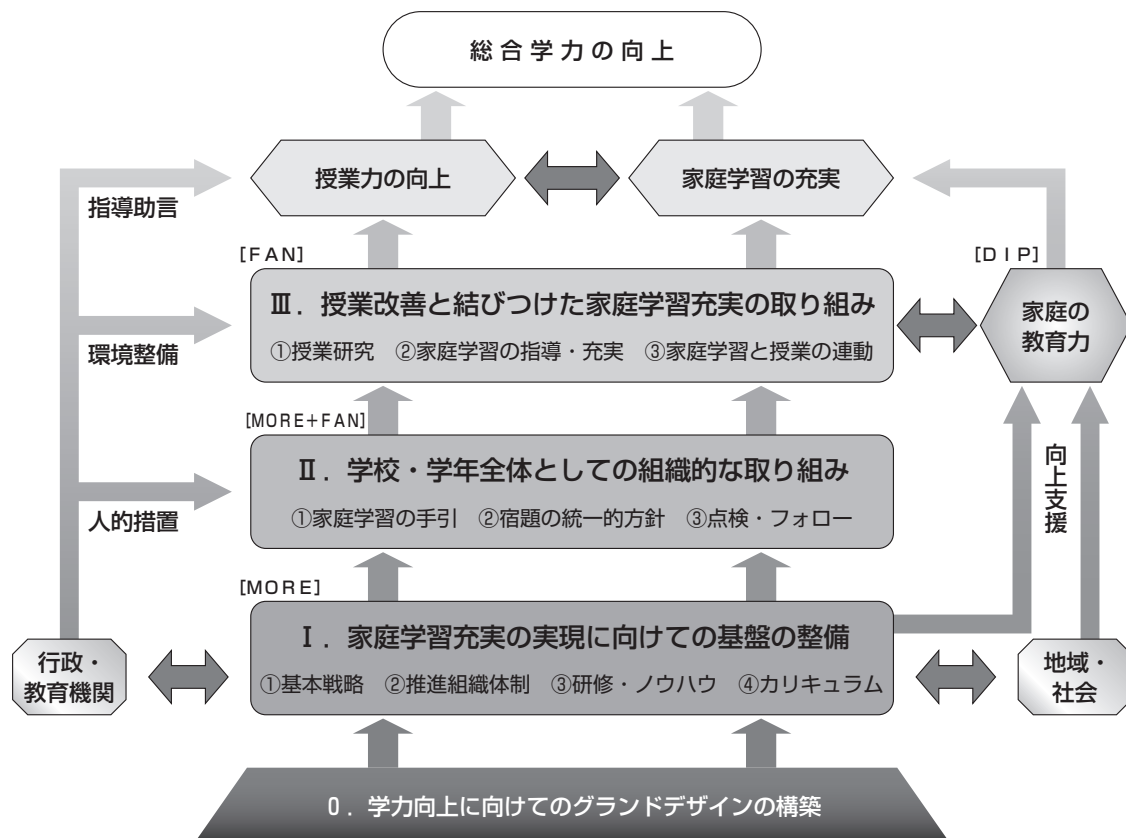 総合学力の向上
授業力の向上
家庭学習の充実
指導助言
[FAN]
[DIP]
Ⅲ．授業改善と結びつけた家庭学習充実の取り組み
①授業研究　②家庭学習の指導・充実　③家庭学習と授業の連動
家庭の
教育力
環境整備
[MORE+FAN]
Ⅱ．学校・学年全体としての組織的な取り組み
①家庭学習の手引　②宿題の統一的方針　③点検・フォロー
人的措置
向上支援
[MORE]
Ⅰ．家庭学習充実の実現に向けての基盤の整備
①基本戦略　②推進組織体制　③研修・ノウハウ　④カリキュラム
行政・
教育機関
地域・
社会
0．学力向上に向けてのグランドデザインの構築